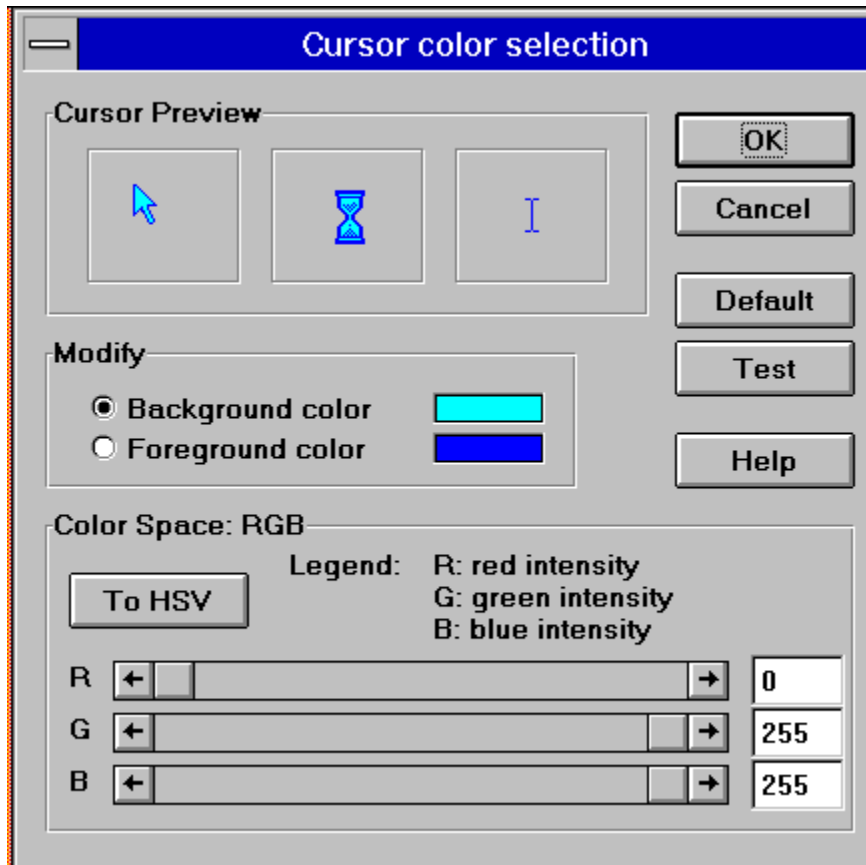 Cursor color selection
Cursor Preview
OK
Cancel
Default
Test
Help
Modify
Background color
Foreground color
Color Space: RGB
To HSV
Legend: R: red intensity
G: green intensity
B: blue intensity
R 0
G 255
B 255